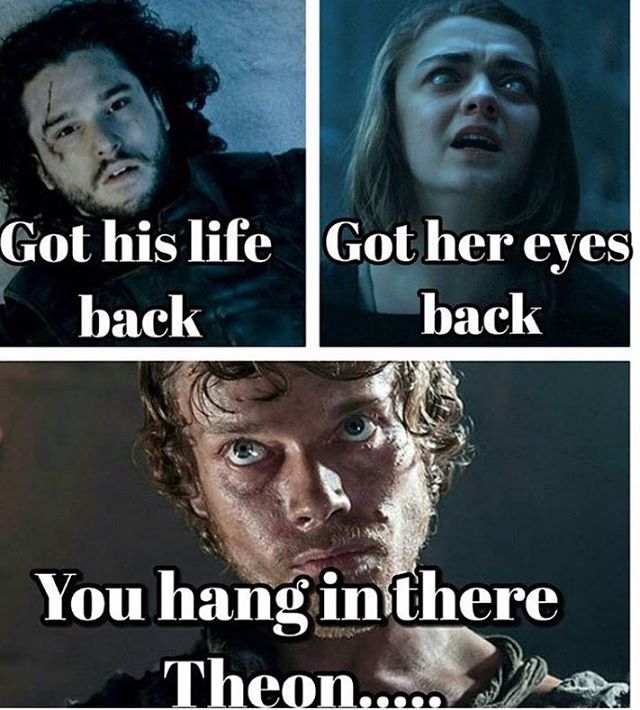 Got his life
back
Got her eyes
back
You hang in there
Theon.....